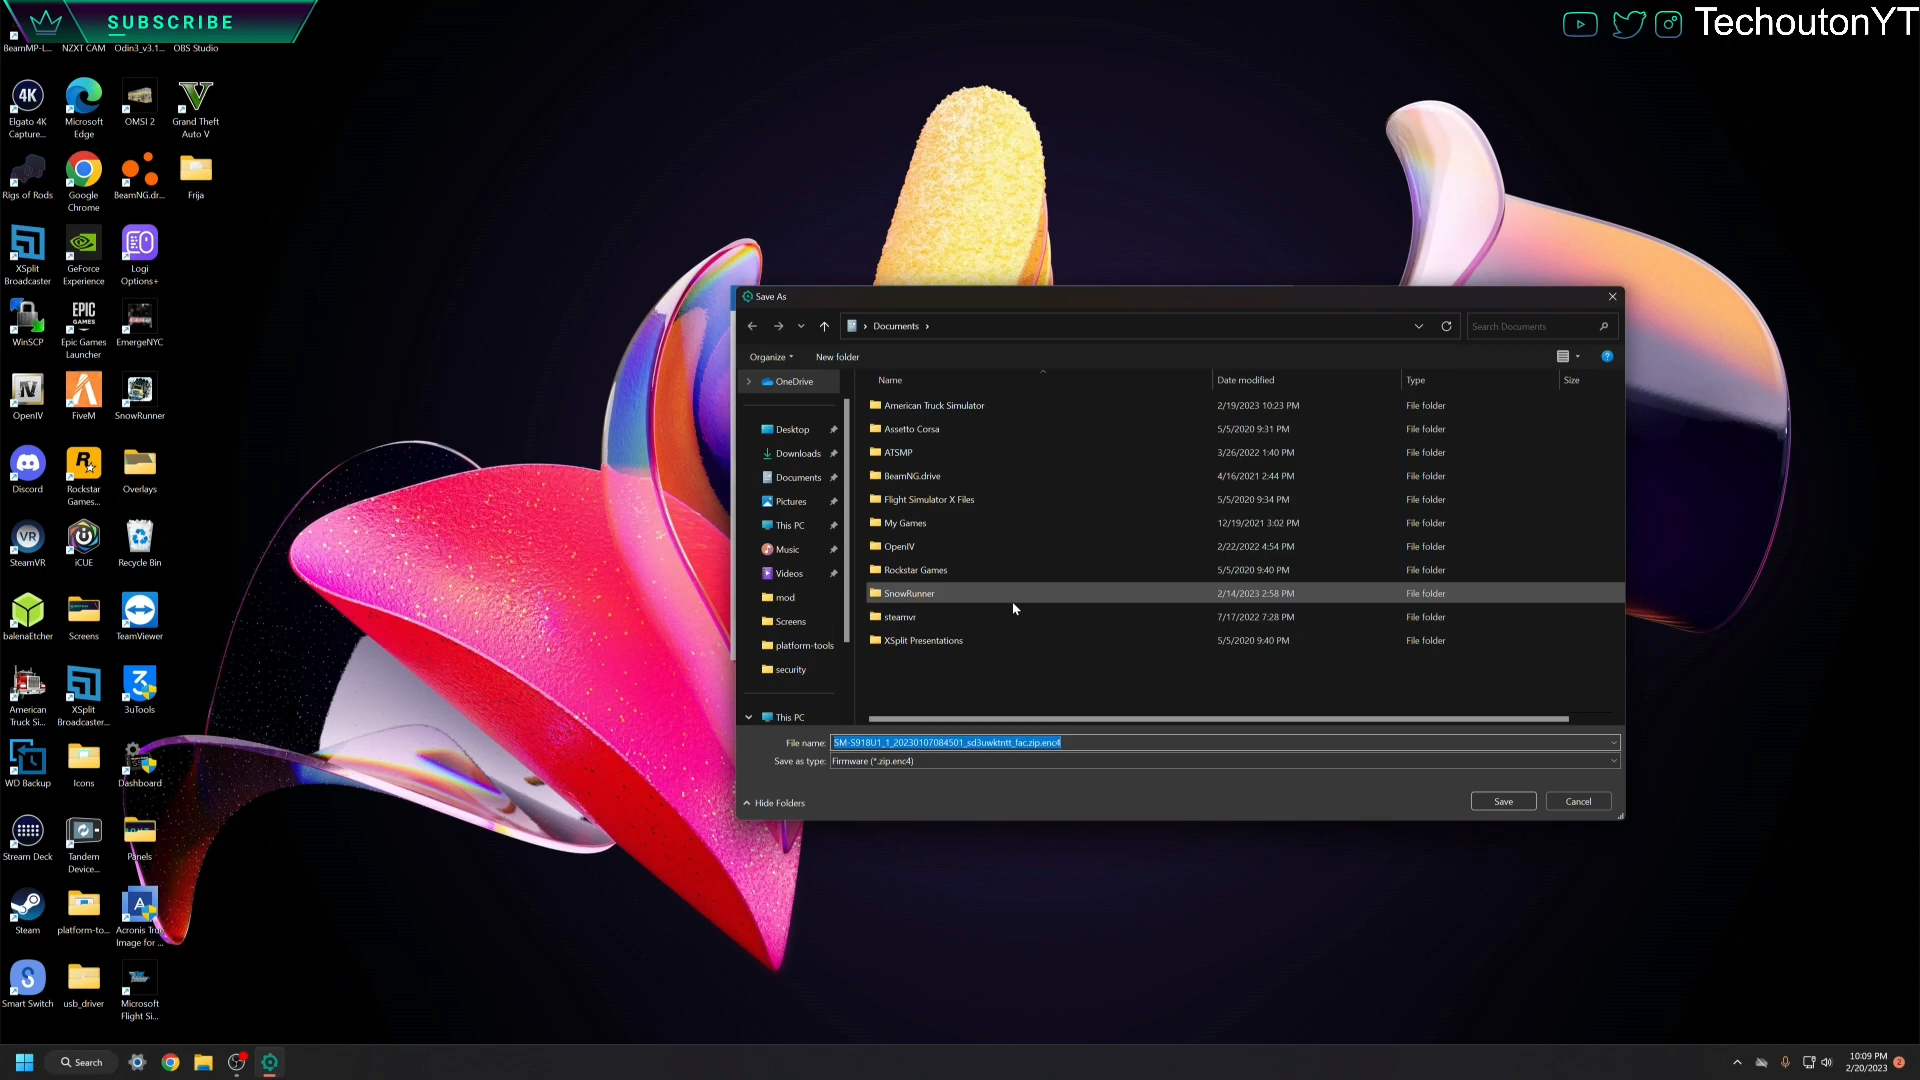 SUBSCRIBE
TechoutonYT
BeamMP-L...
NZXT CAM
Odin3_v3.1...
OBS Studio
4K
Elgato 4K
Capture...
Microsoft
Edge
OMSI 2
Grand Theft
Auto V
Rigs of Rods
Google
Chrome
BeamNG.dr...
Frija
XSplit
Broadcaster
GeForce
Experience
Logi
Options+
WinSCP
EPIC
GAMES
Epic Games
Launcher
EmergeNYC
OpenIV
FiveM
SnowRunner
Discord
Rockstar
Games...
Overlays
VR
SteamVR
iCUE
Recycle Bin
balenaEtcher
Screens
TeamViewer
American
Truck Si...
XSplit
Broadcaster...
3uTools
WD Backup
Icons
Dashboard
Stream Deck
Tandem
Device...
Panels
Steam
platform-to...
Acronis True
Image for ...
Smart Switch
usb_driver
Microsoft
Flight Si...
Save As
Documents
Search Documents
Organize
New folder
OneDrive
Desktop
Downloads
Documents
Pictures
This PC
Music
Videos
mod
Screens
platform-tools
security
This PC
Name Date modified Type Size
American Truck Simulator 2/19/2023 10:23 PM File folder
Assetto Corsa 5/5/2020 9:31 PM File folder
ATSMP 3/26/2022 1:40 PM File folder
BeamNG.drive 4/16/2021 2:44 PM File folder
Flight Simulator X Files 5/5/2020 9:34 PM File folder
My Games 12/19/2021 3:02 PM File folder
OpenIV 2/22/2022 4:54 PM File folder
Rockstar Games 5/5/2020 9:40 PM File folder
SnowRunner 2/14/2023 2:58 PM File folder
steamvr 7/17/2022 7:28 PM File folder
XSplit Presentations 5/5/2020 9:40 PM File folder
File name: SM-S918U1_1_20230107084501_sd3uwktntt_fac.zip.enc4
Save as type: Firmware (*.zip.enc4)
Hide Folders
Save
Cancel
Search
10:09 PM
2/20/2023
2